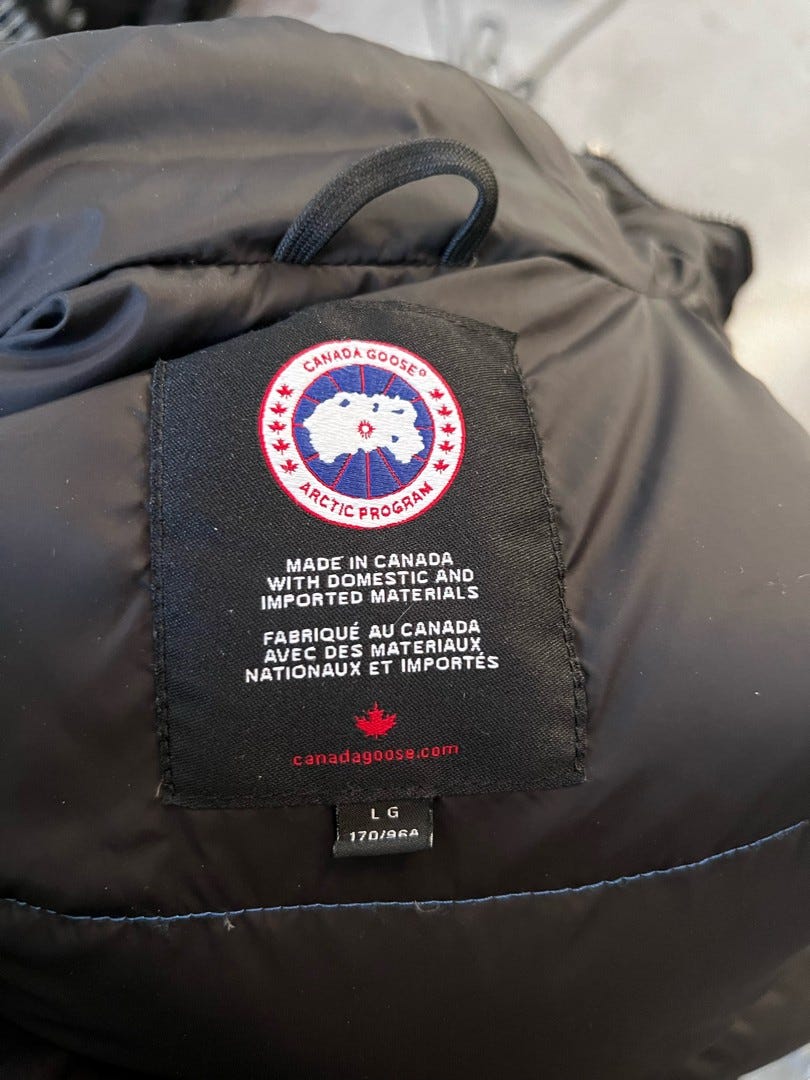 CANADA GOOSE®
ARCTIC PROGRAM
MADE IN CANADA
WITH DOMESTIC AND
IMPORTED MATERIALS
FABRIQUÉ AU CANADA
AVEC DES MATERIAUX
NATIONAUX ET IMPORTÉS
canadagoose.com
LG
170/96A